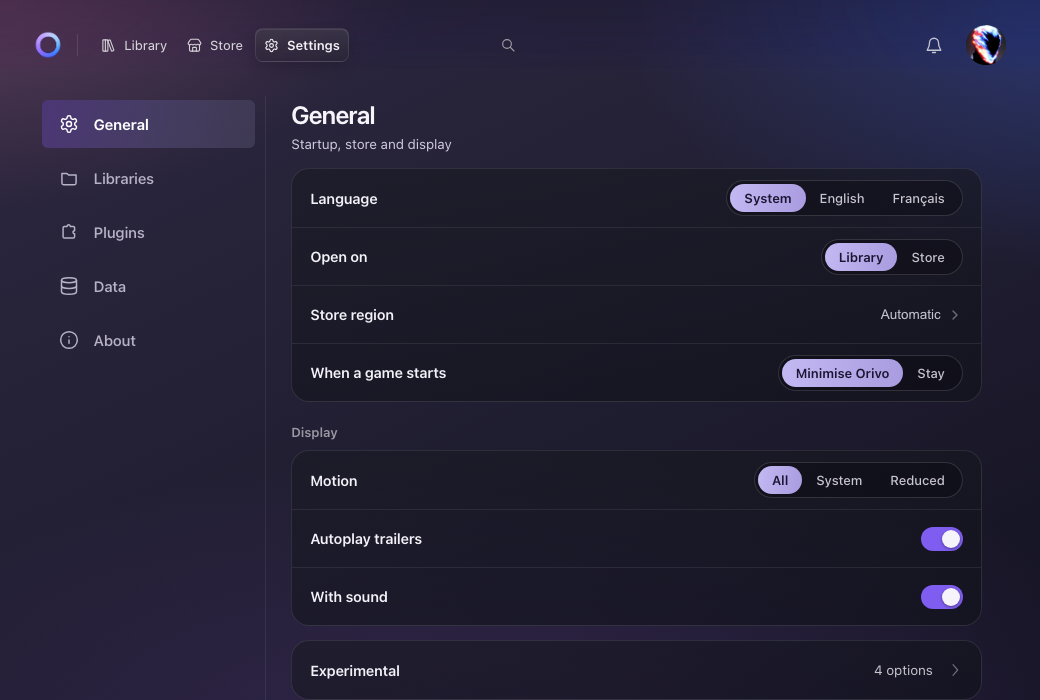 Library
Store
Settings
General
Libraries
Plugins
Data
About
General
Startup, store and display
Language
System English Français
Open on
Library Store
Store region
Automatic
When a game starts
Minimise Orivo Stay
Display
Motion
All System Reduced
Autoplay trailers
With sound
Experimental
4 options